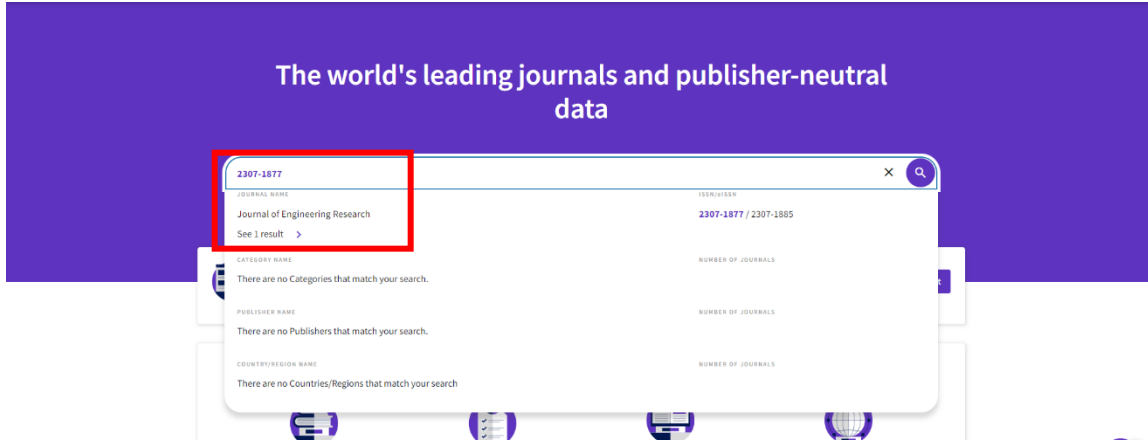 The world's leading journals and publisher-neutral
data
2307-1877
JOURNAL NAME
ISSN/eISSN
Journal of Engineering Research
2307-1877 / 2307-1885
See 1 result
CATEGORY NAME
NUMBER OF JOURNALS
There are no Categories that match your search.
PUBLISHER NAME
NUMBER OF JOURNALS
There are no Publishers that match your search.
COUNTRY/REGION NAME
NUMBER OF JOURNALS
There are no Countries/Regions that match your search